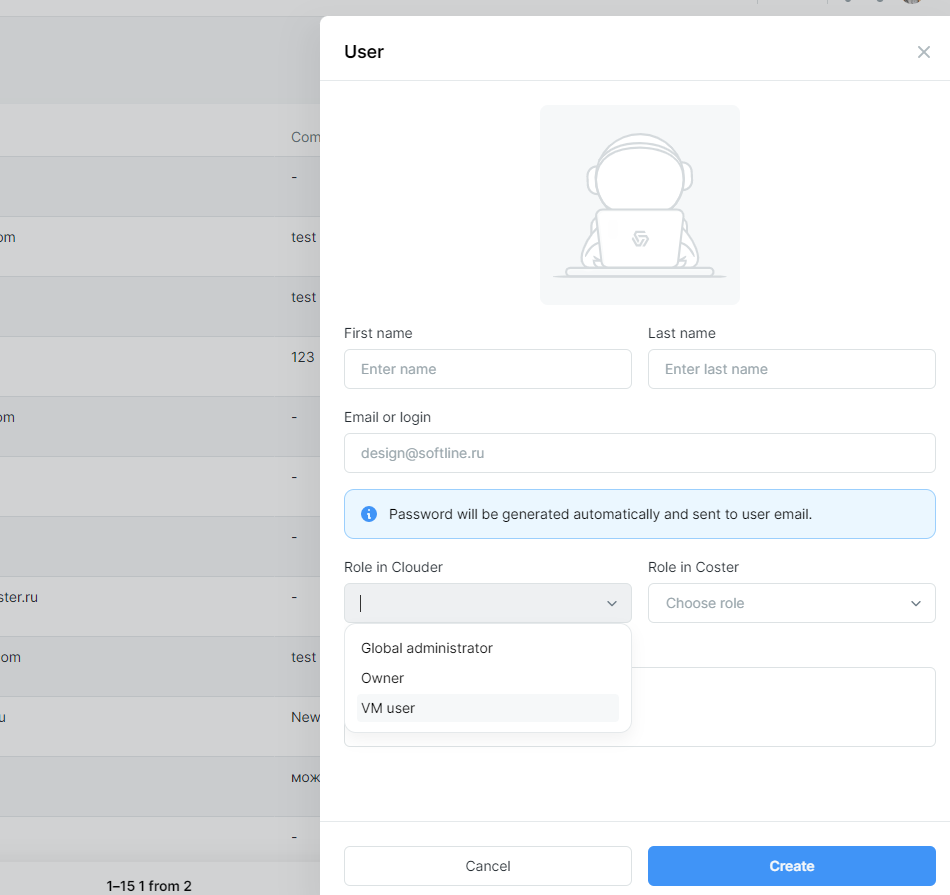 User
Com
-
om
test
test
123
om
-
-
-
ster.ru
-
om
test
u
New
мож
-
1–15 1 from 2
First name
Last name
Enter name
Enter last name
Email or login
design@softline.ru
Password will be generated automatically and sent to user email.
Role in Clouder
Role in Coster
Choose role
Global administrator
Owner
VM user
Cancel
Create